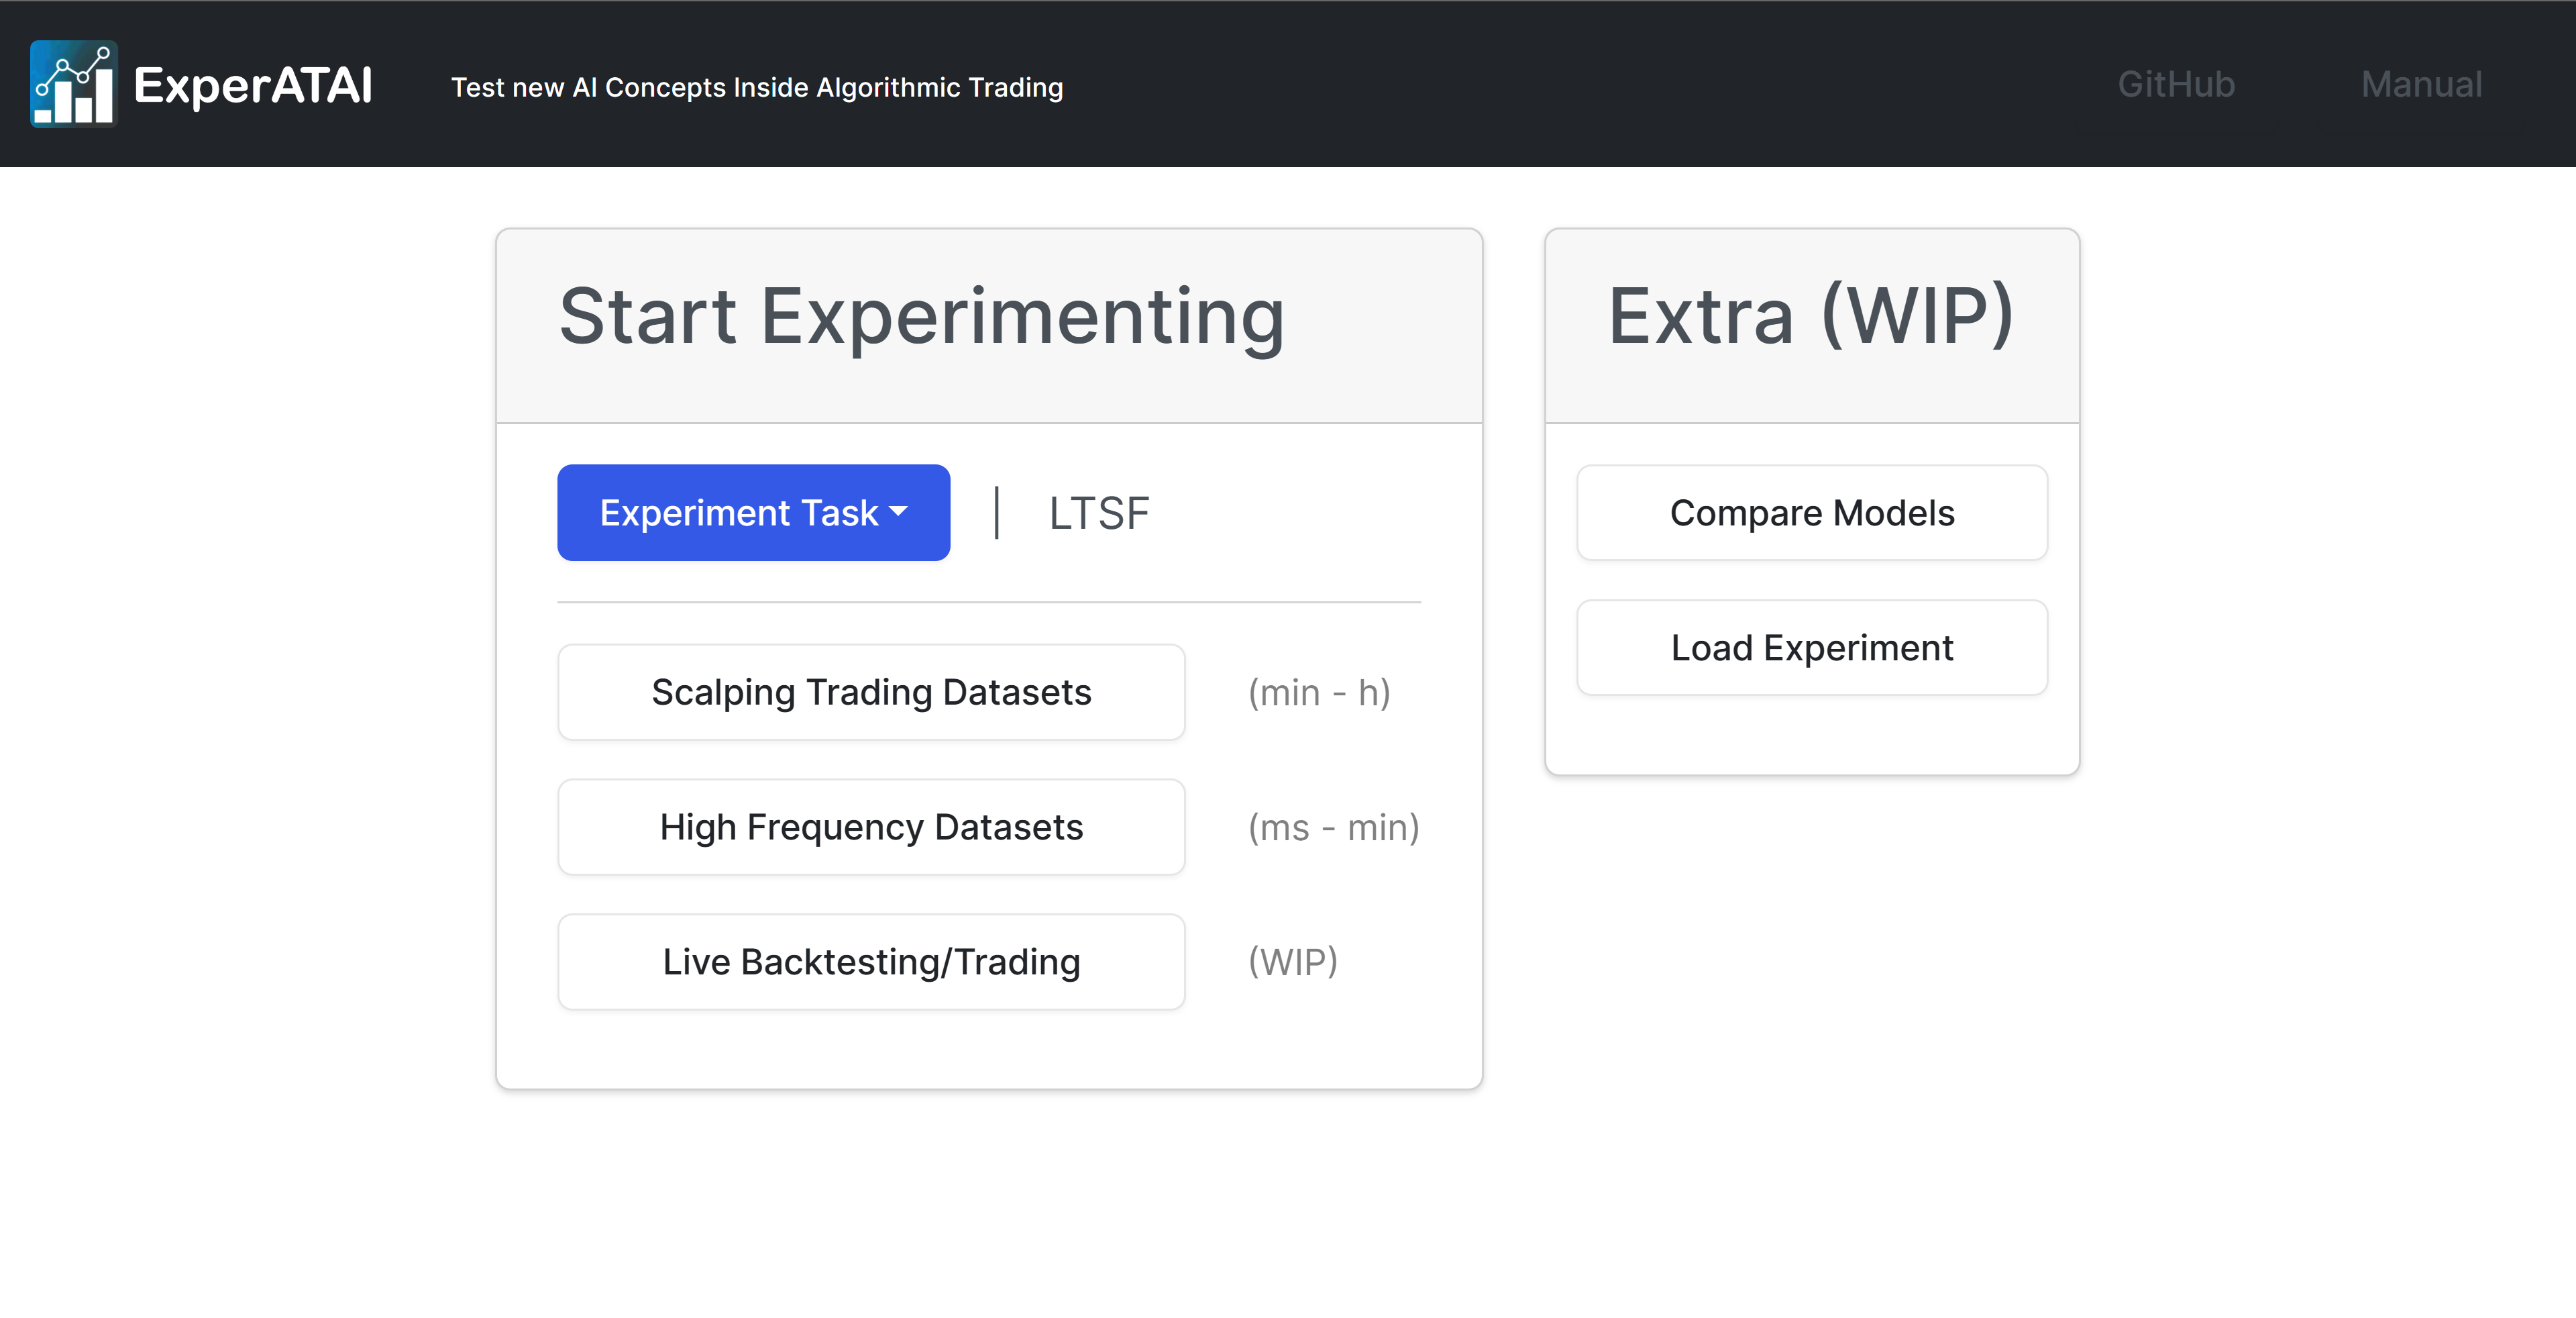 ExperATAI
Test new AI Concepts Inside Algorithmic Trading
GitHub
Manual
Start Experimenting
Experiment Task
| LTSF
Scalping Trading Datasets
(min - h)
High Frequency Datasets
(ms - min)
Live Backtesting/Trading
(WIP)
Extra (WIP)
Compare Models
Load Experiment